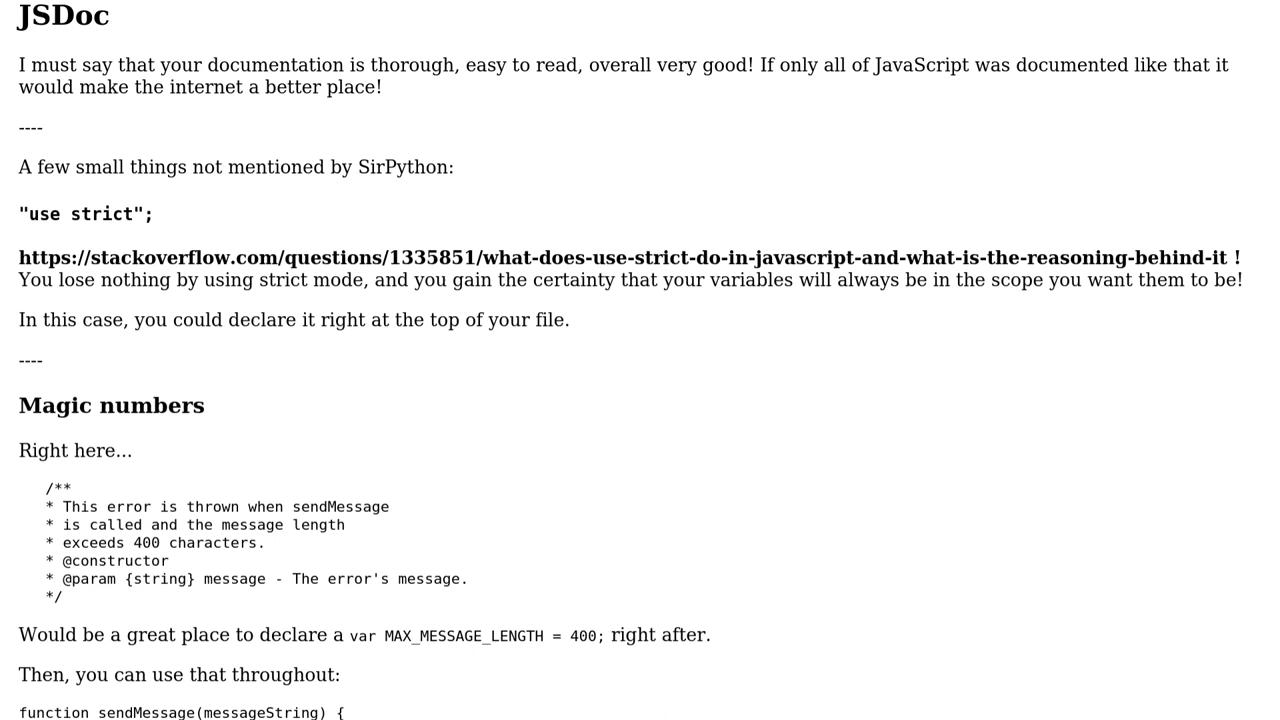 JSDoc
I must say that your documentation is thorough, easy to read, overall very good! If only all of JavaScript was documented like that it
would make the internet a better place!
----
A few small things not mentioned by SirPython:
"use strict";
https://stackoverflow.com/questions/1335851/what-does-use-strict-do-in-javascript-and-what-is-the-reasoning-behind-it !
You lose nothing by using strict mode, and you gain the certainty that your variables will always be in the scope you want them to be!
In this case, you could declare it right at the top of your file.
----
Magic numbers
Right here...
/**
* This error is thrown when sendMessage
* is called and the message length
* exceeds 400 characters.
* @constructor
* @param {string} message - The error's message.
*/
Would be a great place to declare a var MAX_MESSAGE_LENGTH = 400; right after.
Then, you can use that throughout:
function sendMessage(messageString) {